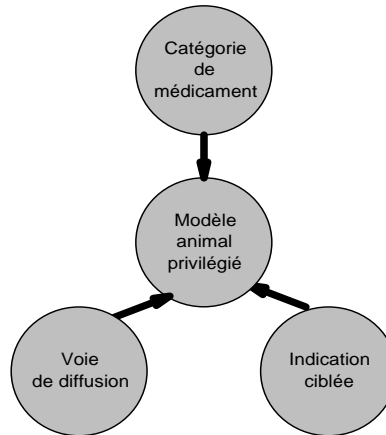 Catégorie
de
médicament
Modèle
animal
privilégié
Voie
de diffusion
Indication
ciblée